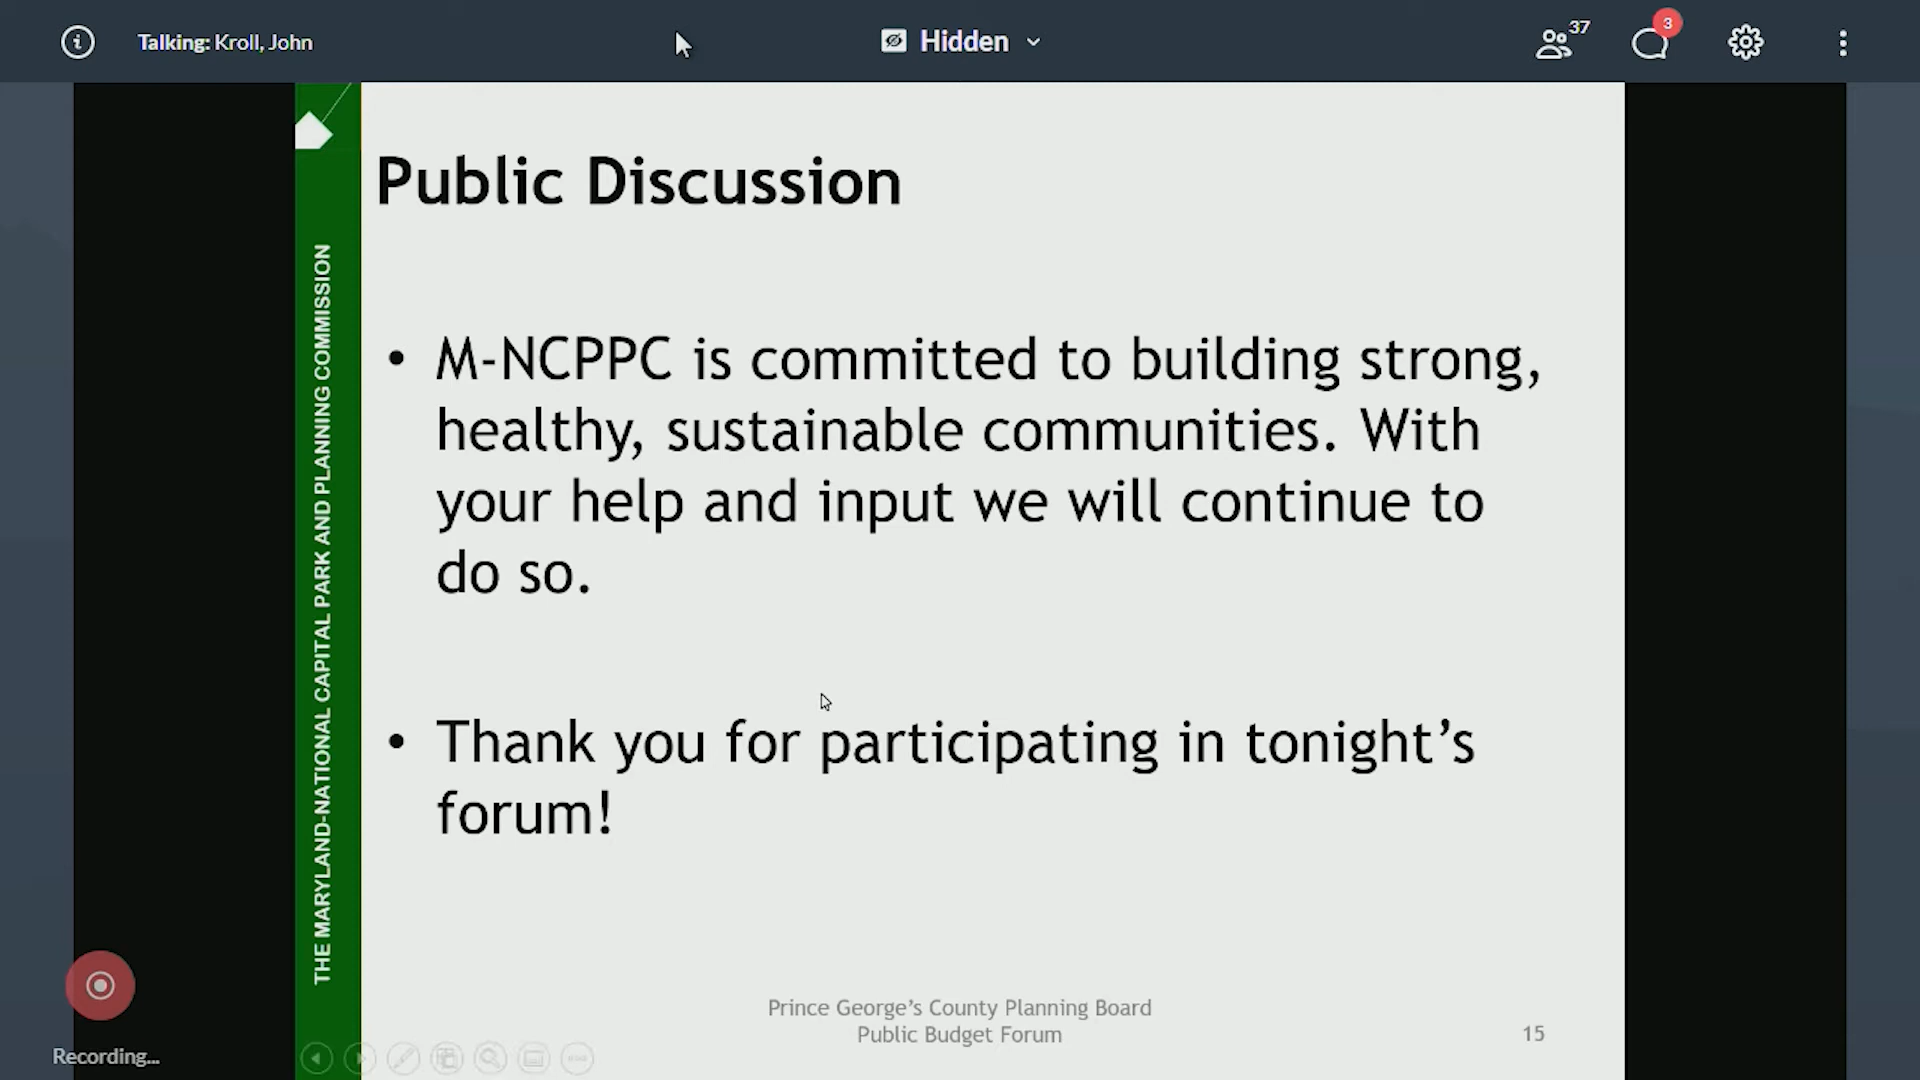 Talking: Kroll, John
Hidden
37
3
THE MARYLAND-NATIONAL CAPITAL PARK AND PLANNING COMMISSION
Public Discussion
• M-NCPPC is committed to building strong,
healthy, sustainable communities. With
your help and input we will continue to
do so.
• Thank you for participating in tonight’s
forum!
Prince George’s County Planning Board
Public Budget Forum
15
Recording...